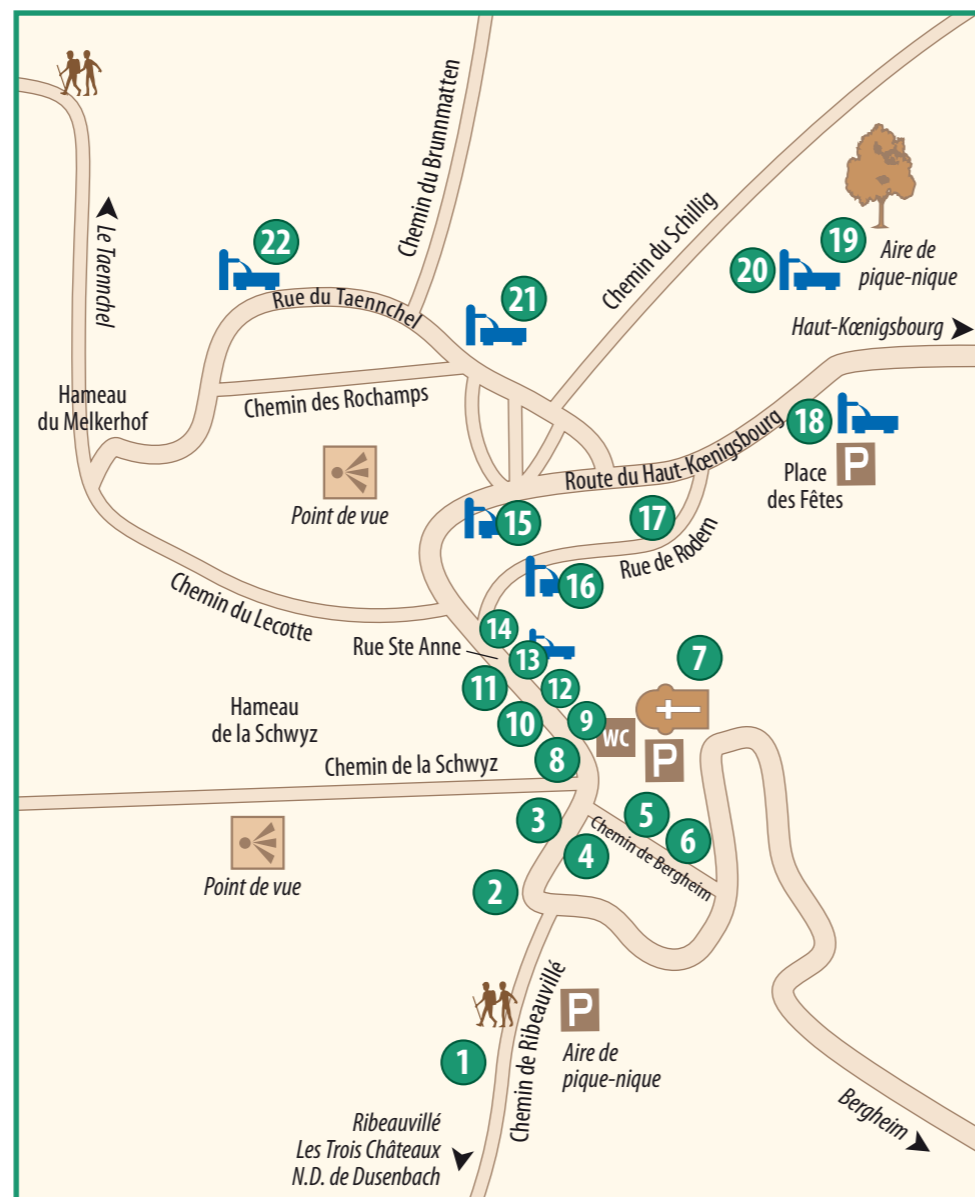 Chemin du Brunnmatten
Chemin du Schillig
Le Taennchel
22
19
20
Aire de
pique-nique
Rue du Taennchel
21
Haut-Kœnigsbourg
Hameau
du Melkerhof
Chemin des Rochamps
18
P
Route du Haut-Kœnigsbourg
Place
des Fêtes
Point de vue
15
17
Rue de Rodern
16
Chemin du Lecotte
14
Rue Ste Anne
13
7
11
12
Hameau
de la Schwyz
10
9
WC
8
P
Chemin de la Schwyz
3
5
6
4
Chemin de Bergheim
Point de vue
2
Chemin de Ribeauvillé
P
1
Aire de
pique-nique
Bergheim
Ribeauvillé
Les Trois Châteaux
N.D. de Dusenbach